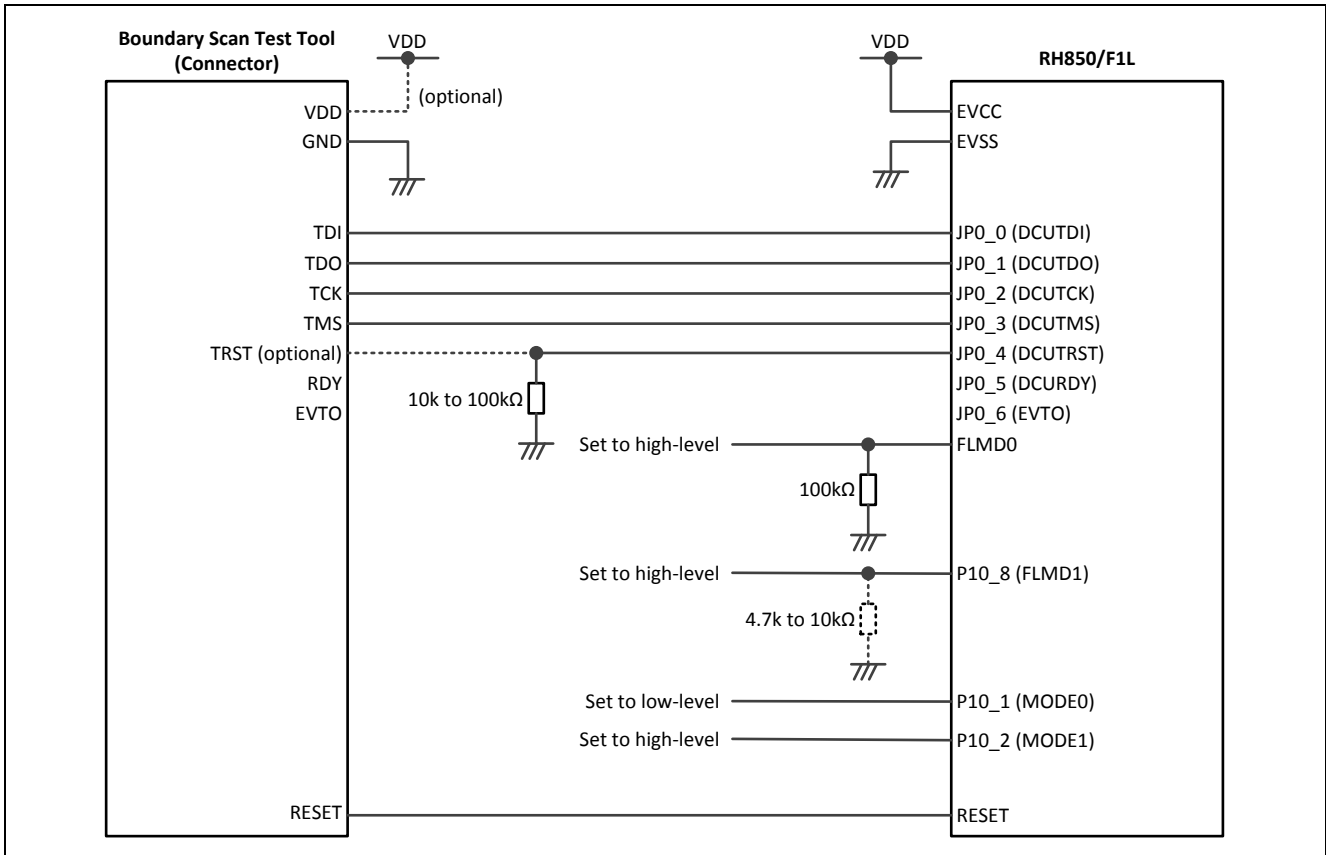 Boundary Scan Test Tool
(Connector)
VDD
VDD
RH850/F1L
(optional)
VDD
EVCC
GND
EVSS
TDI
JP0_0 (DCUTDI)
TDO
JP0_1 (DCUTDO)
TCK
JP0_2 (DCUTCK)
TMS
JP0_3 (DCUTMS)
TRST (optional)
JP0_4 (DCUTRST)
RDY
JP0_5 (DCURDY)
10k to 100kΩ
EVTO
JP0_6 (EVTO)
Set to high-level
FLMD0
100kΩ
Set to high-level
P10_8 (FLMD1)
4.7k to 10kΩ
Set to low-level
P10_1 (MODE0)
Set to high-level
P10_2 (MODE1)
RESET
RESET